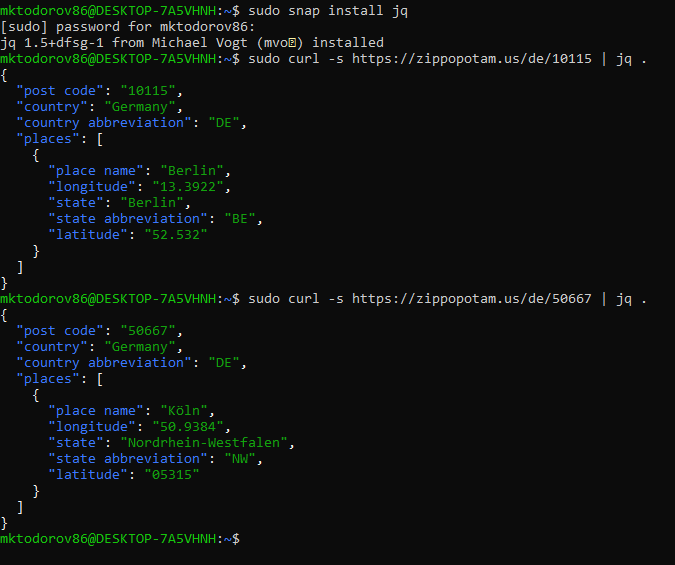 mktodorov86@DESKTOP-7A5VHNH:~$ sudo snap install jq
[sudo] password for mktodorov86:
jq 1.5+dfsg-1 from Michael Vogt (mvo▯) installed
mktodorov86@DESKTOP-7A5VHNH:~$ sudo curl -s https://zippopotam.us/de/10115 | jq .
{
  "post code": "10115",
  "country": "Germany",
  "country abbreviation": "DE",
  "places": [
    {
      "place name": "Berlin",
      "longitude": "13.3922",
      "state": "Berlin",
      "state abbreviation": "BE",
      "latitude": "52.532"
    }
  ]
}
mktodorov86@DESKTOP-7A5VHNH:~$ sudo curl -s https://zippopotam.us/de/50667 | jq .
{
  "post code": "50667",
  "country": "Germany",
  "country abbreviation": "DE",
  "places": [
    {
      "place name": "Köln",
      "longitude": "50.9384",
      "state": "Nordrhein-Westfalen",
      "state abbreviation": "NW",
      "latitude": "05315"
    }
  ]
}
mktodorov86@DESKTOP-7A5VHNH:~$